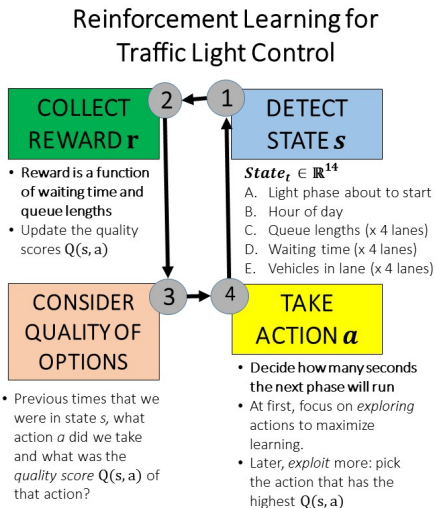 Reinforcement Learning for
Traffic Light Control
2
1
COLLECT
REWARD r
DETECT
STATE s
• Reward is a function
of waiting time and
queue lengths
• Update the quality
scores Q(s, a)
State_t ∈ ℝ^14
A. Light phase about to start
B. Hour of day
C. Queue lengths (x 4 lanes)
D. Waiting time (x 4 lanes)
E. Vehicles in lane (x 4 lanes)
3
4
CONSIDER
QUALITY OF
OPTIONS
TAKE
ACTION a
• Previous times that we
were in state s, what
action a did we take
and what was the
quality score Q(s, a) of
that action?
• Decide how many seconds
the next phase will run
• At first, focus on exploring
actions to maximize
learning.
• Later, exploit more: pick
the action that has the
highest Q(s, a)